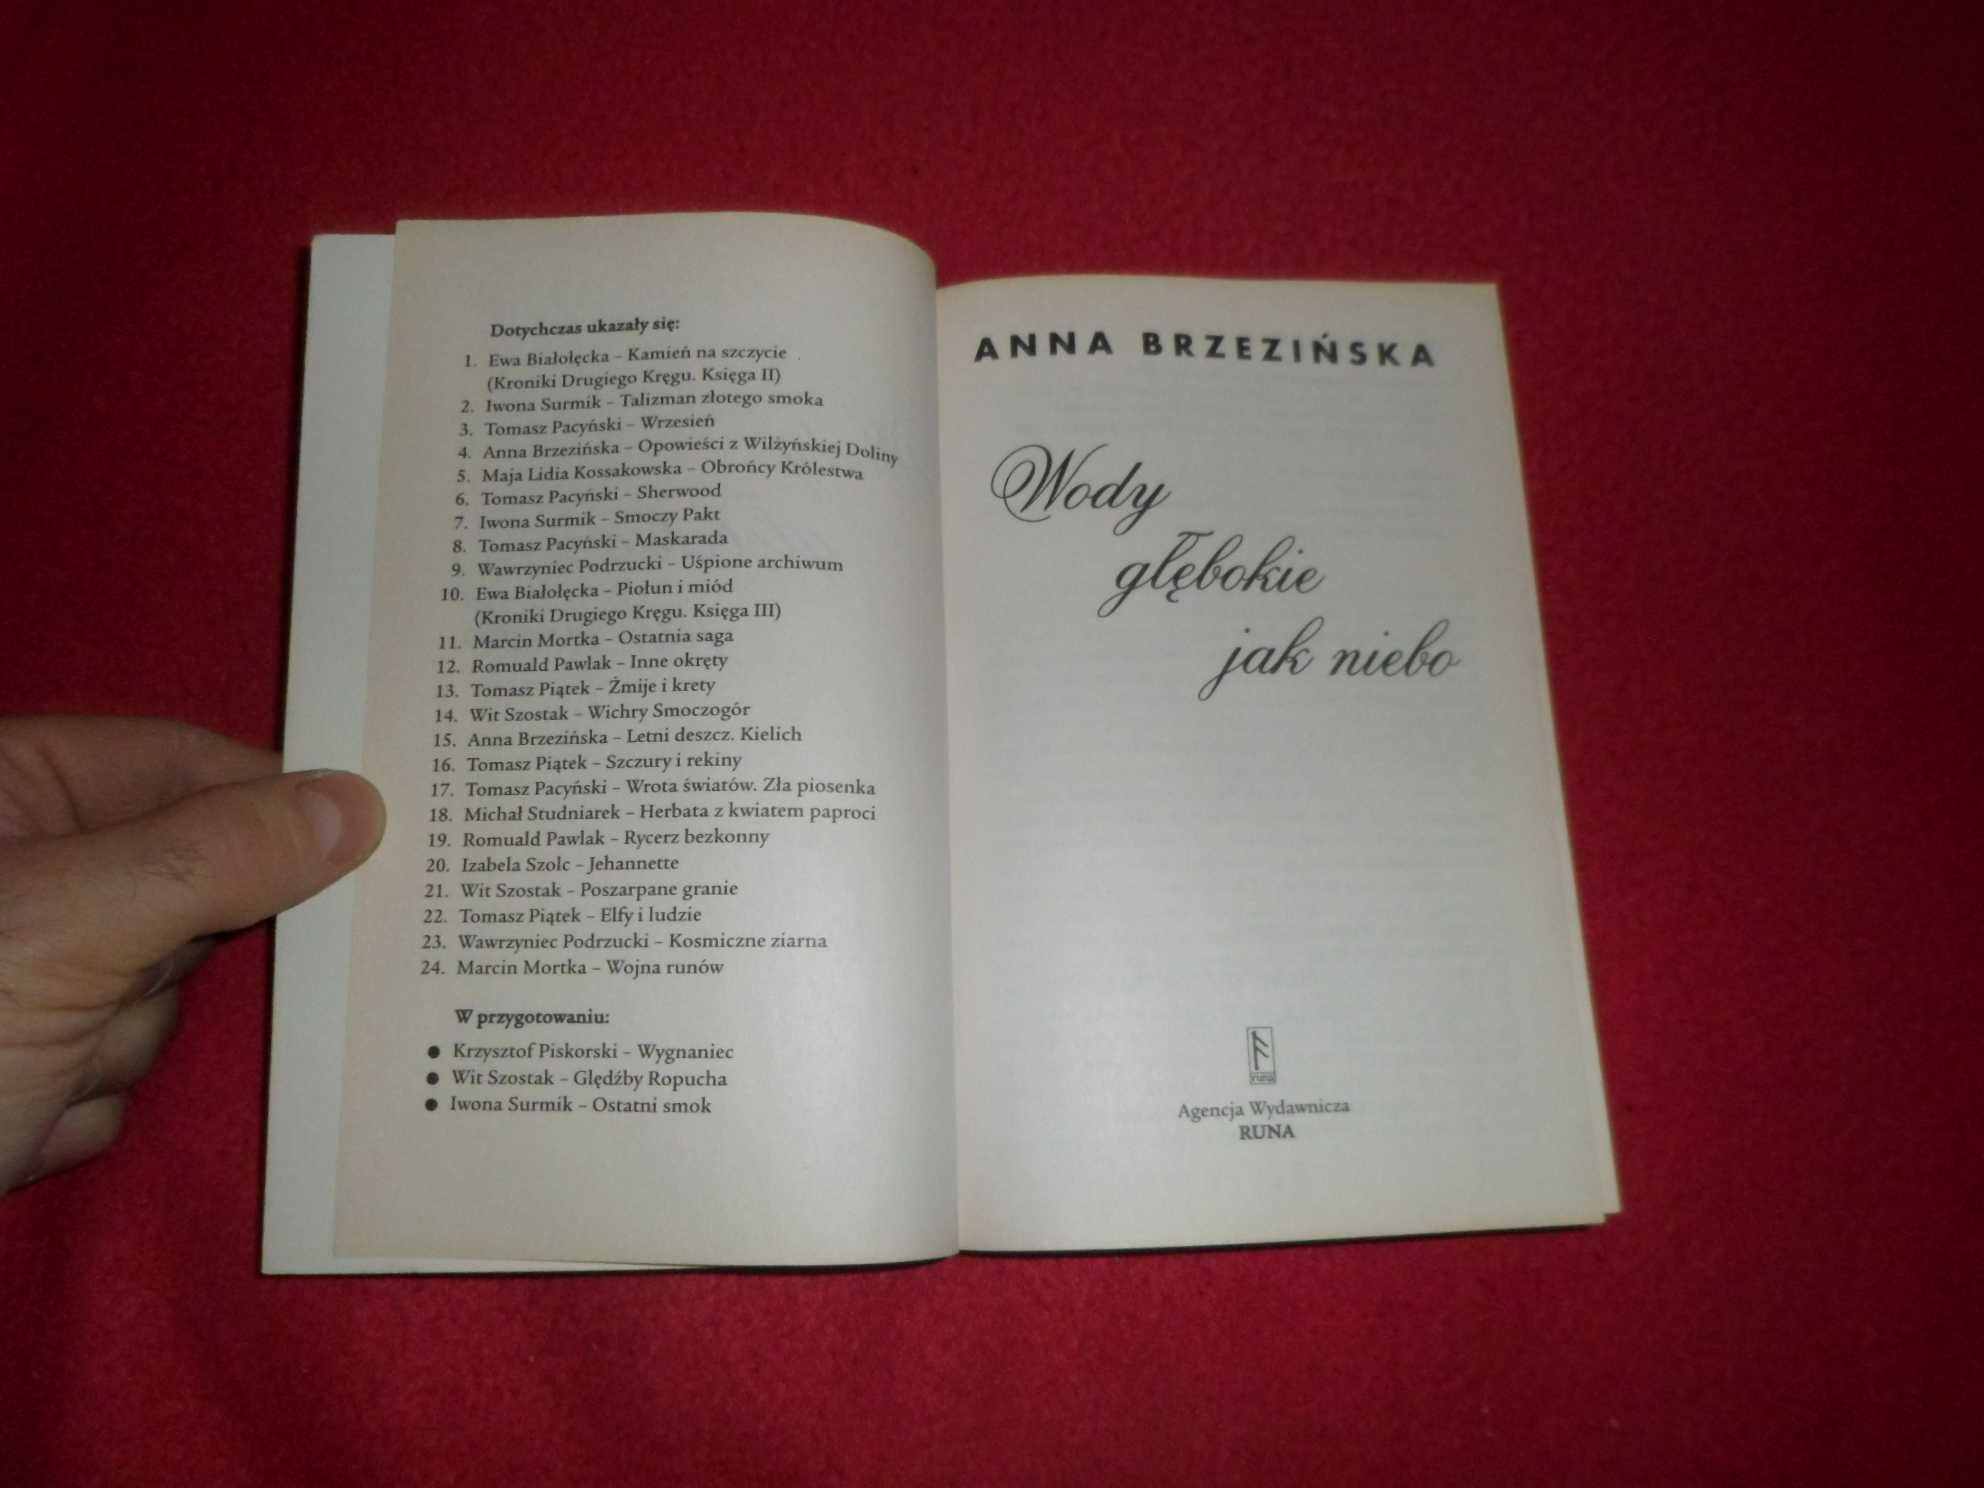 Dotychczas ukazały się:
1. Ewa Białołęcka – Kamień na szczycie
(Kroniki Drugiego Kręgu. Księga II)
2. Iwona Surmik – Talizman złotego smoka
3. Tomasz Pacyński – Wrzesień
4. Anna Brzezińska – Opowieści z Wilżyńskiej Doliny
5. Maja Lidia Kossakowska – Obrońcy Królestwa
6. Tomasz Pacyński – Sherwood
7. Iwona Surmik – Smoczy Pakt
8. Tomasz Pacyński – Maskarada
9. Wawrzyniec Podrzucki – Uśpione archiwum
10. Ewa Białołęcka – Piołun i miód
(Kroniki Drugiego Kręgu. Księga III)
11. Marcin Mortka – Ostatnia saga
12. Romuald Pawlak – Inne okręty
13. Tomasz Piątek – Żmije i krety
14. Wit Szostak – Wichry Smoczogór
15. Anna Brzezińska – Letni deszcz. Kielich
16. Tomasz Piątek – Szczury i rekiny
17. Tomasz Pacyński – Wrota światów. Zła piosenka
18. Michał Studniarek – Herbata z kwiatem paproci
19. Romuald Pawlak – Rycerz bezkonny
20. Izabela Szolc – Jehannette
21. Wit Szostak – Poszarpane granie
22. Tomasz Piątek – Elfy i ludzie
23. Wawrzyniec Podrzucki – Kosmiczne ziarna
24. Marcin Mortka – Wojna runów
W przygotowaniu:
● Krzysztof Piskorski – Wygnaniec
● Wit Szostak – Ględźby Ropucha
● Iwona Surmik – Ostatni smok
ANNA BRZEZIŃSKA
Wody
głębokie
jak niebo
runa
Agencja Wydawnicza
RUNA